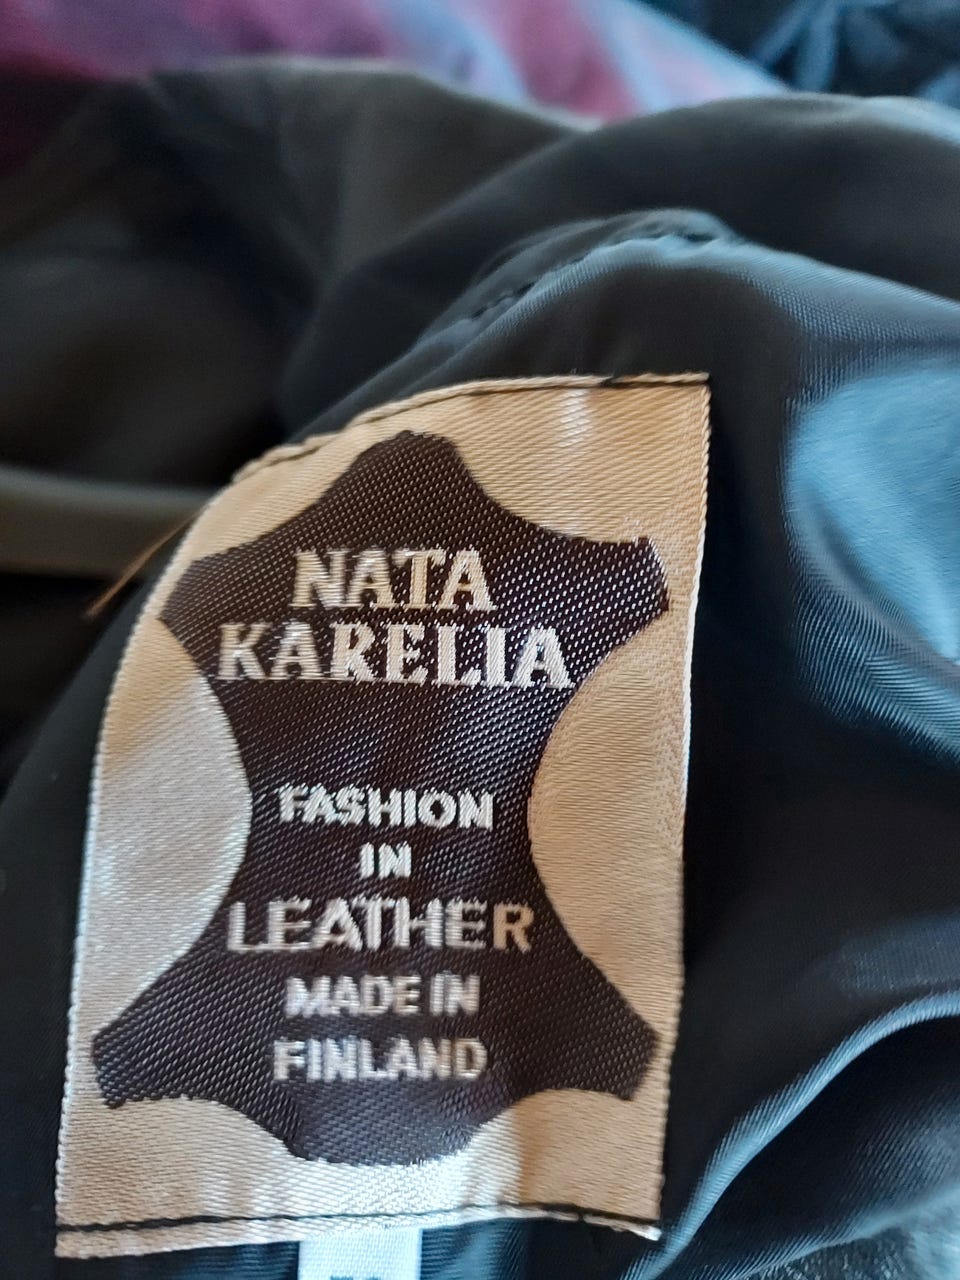 NATA
KARELIA
FASHION
IN
LEATHER
MADE IN
FINLAND